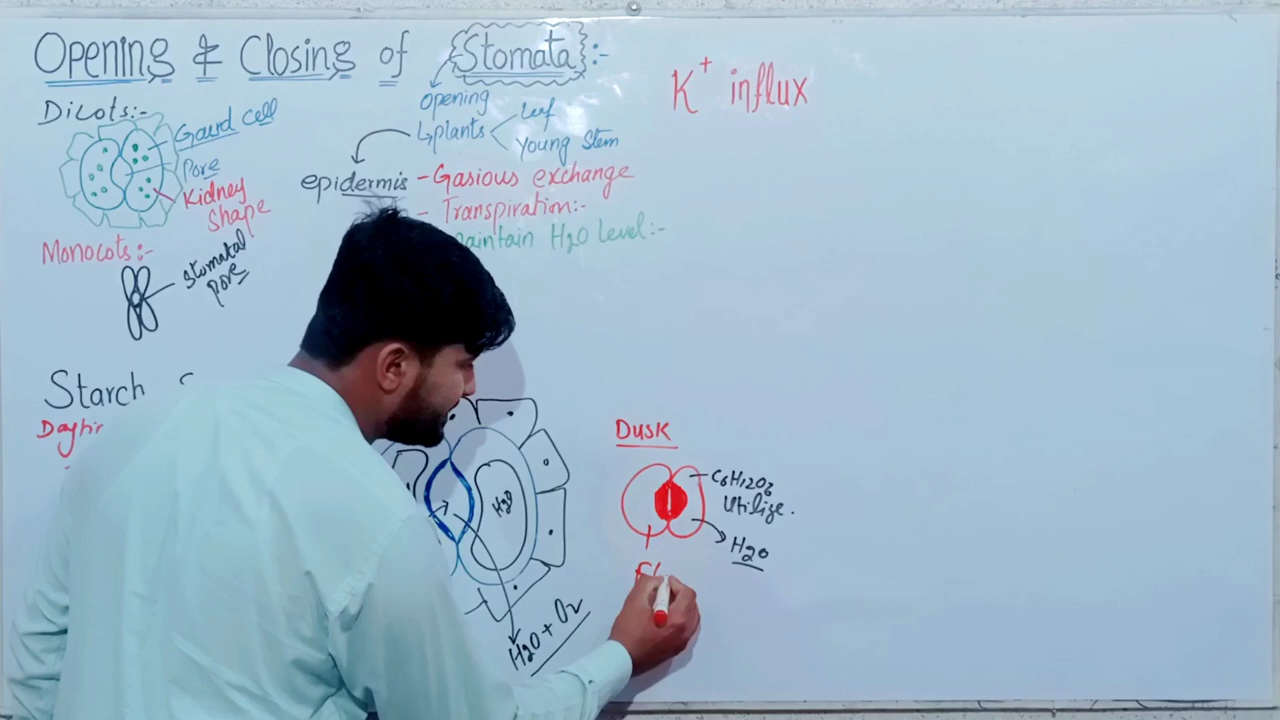 Opening & Closing of Stomata:-
Dicots:-
Gaurd cell
Pore
Kidney
Shape
Monocots:-
Stomatal
pore
opening
plants
Leaf
Young Stem
epidermis
- Gasious exchange
- Transpiration:-
maintain H2O Level:-
K+ influx
Starch
H2O
H2O + O2
Dusk
C6H12O6
Utilize.
H2O